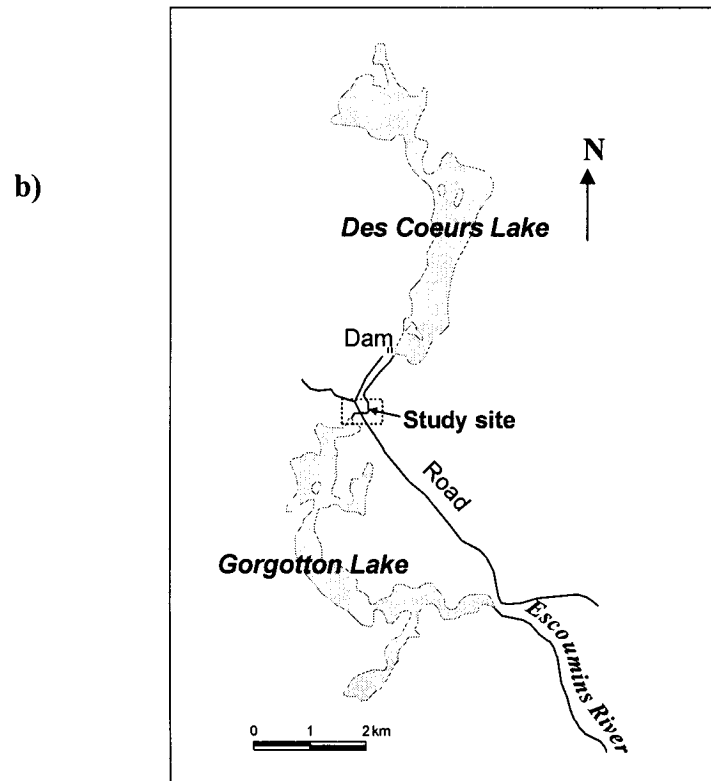 b)
N
Des Coeurs Lake
Dam
Study site
Road
Gorgotton Lake
Escoumins River
0 1 2 km